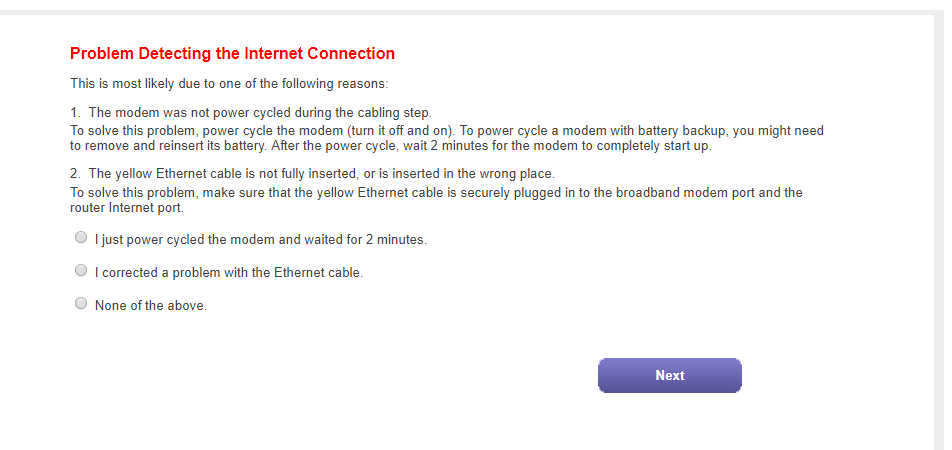 Problem Detecting the Internet Connection
This is most likely due to one of the following reasons:
1. The modem was not power cycled during the cabling step.
To solve this problem, power cycle the modem (turn it off and on). To power cycle a modem with battery backup, you might need
to remove and reinsert its battery. After the power cycle, wait 2 minutes for the modem to completely start up.
2. The yellow Ethernet cable is not fully inserted, or is inserted in the wrong place.
To solve this problem, make sure that the yellow Ethernet cable is securely plugged in to the broadband modem port and the
router Internet port.
I just power cycled the modem and waited for 2 minutes.
I corrected a problem with the Ethernet cable.
None of the above.
Next